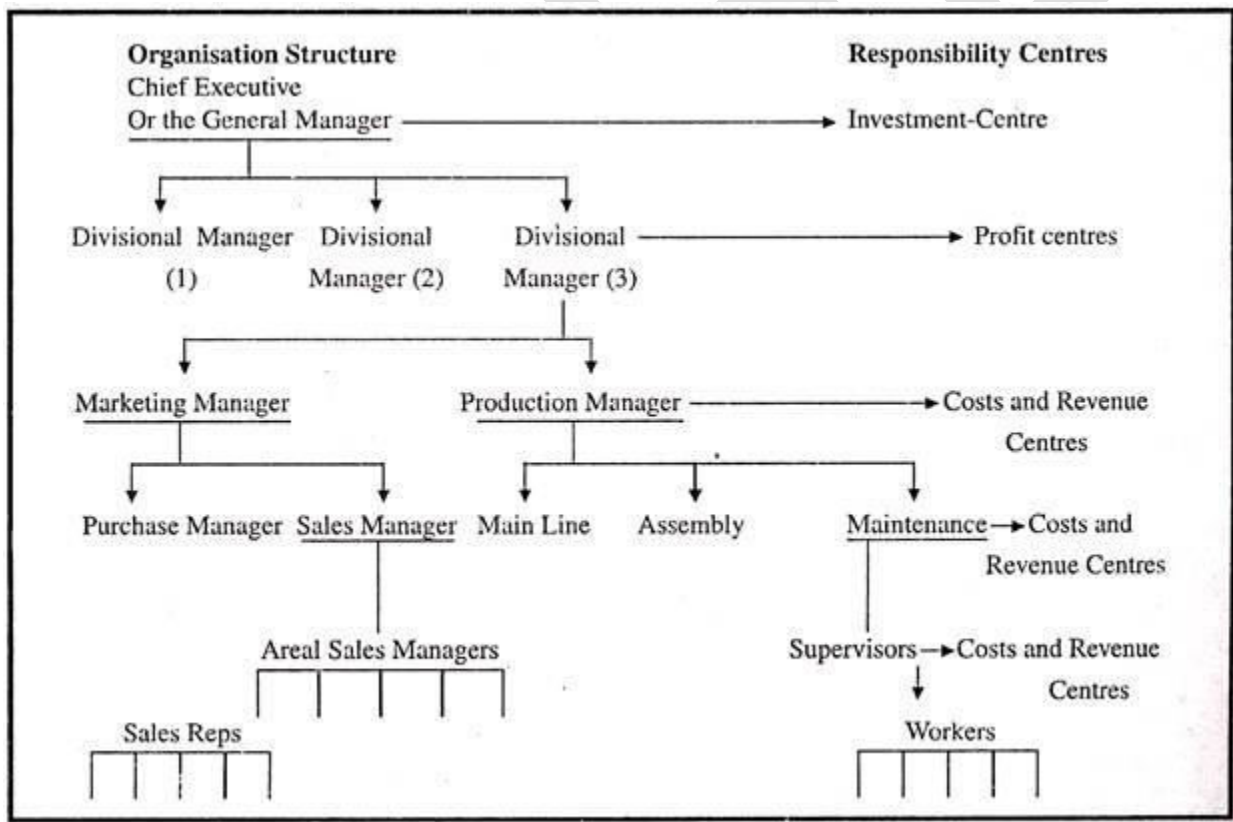 Organisation Structure
Responsibility Centres
Chief Executive
Or the General Manager
Investment-Centre
Divisional Manager
(1)
Divisional
Manager (2)
Divisional
Manager (3)
Profit centres
Marketing Manager
Production Manager
Costs and Revenue
Centres
Purchase Manager
Sales Manager
Main Line
Assembly
Maintenance
Costs and
Revenue Centres
Areal Sales Managers
Supervisors
Costs and Revenue
Centres
Sales Reps
Workers